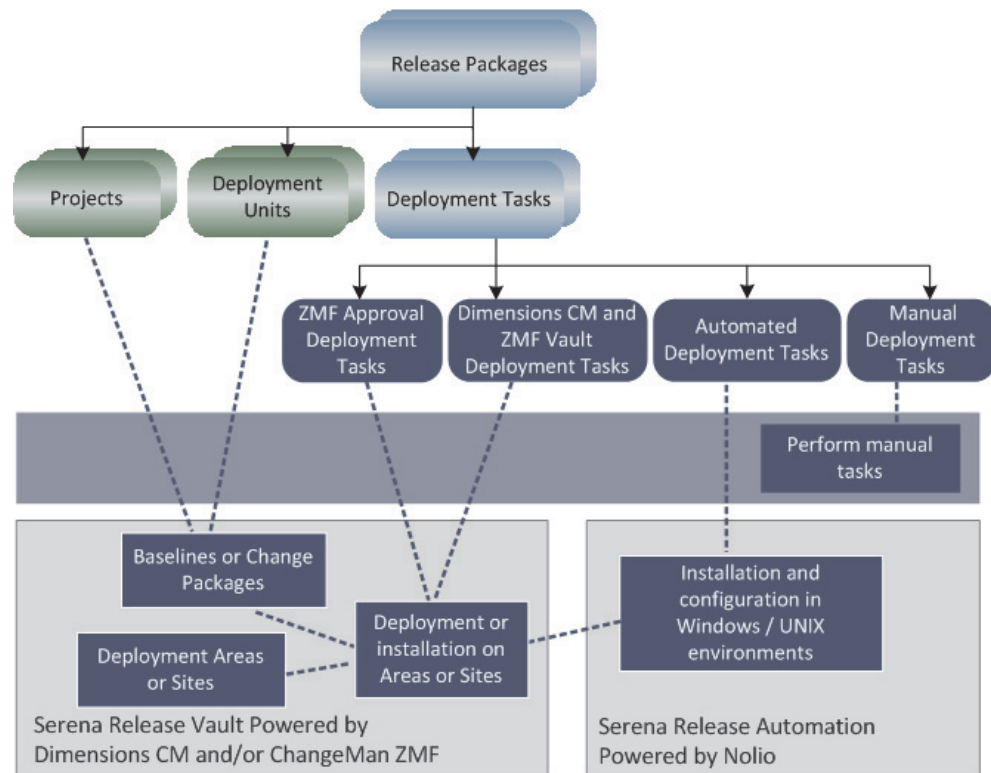 Release Packages
Projects
Deployment
Units
Deployment Tasks
ZMF Approval
Deployment
Tasks
Dimensions CM and
ZMF Vault
Deployment Tasks
Automated
Deployment Tasks
Manual
Deployment
Tasks
Perform manual
tasks
Baselines or Change
Packages
Deployment Areas
or Sites
Deployment or
installation on
Areas or Sites
Installation and
configuration in
Windows / UNIX
environments
Serena Release Vault Powered by
Dimensions CM and/or ChangeMan ZMF
Serena Release Automation
Powered by Nolio